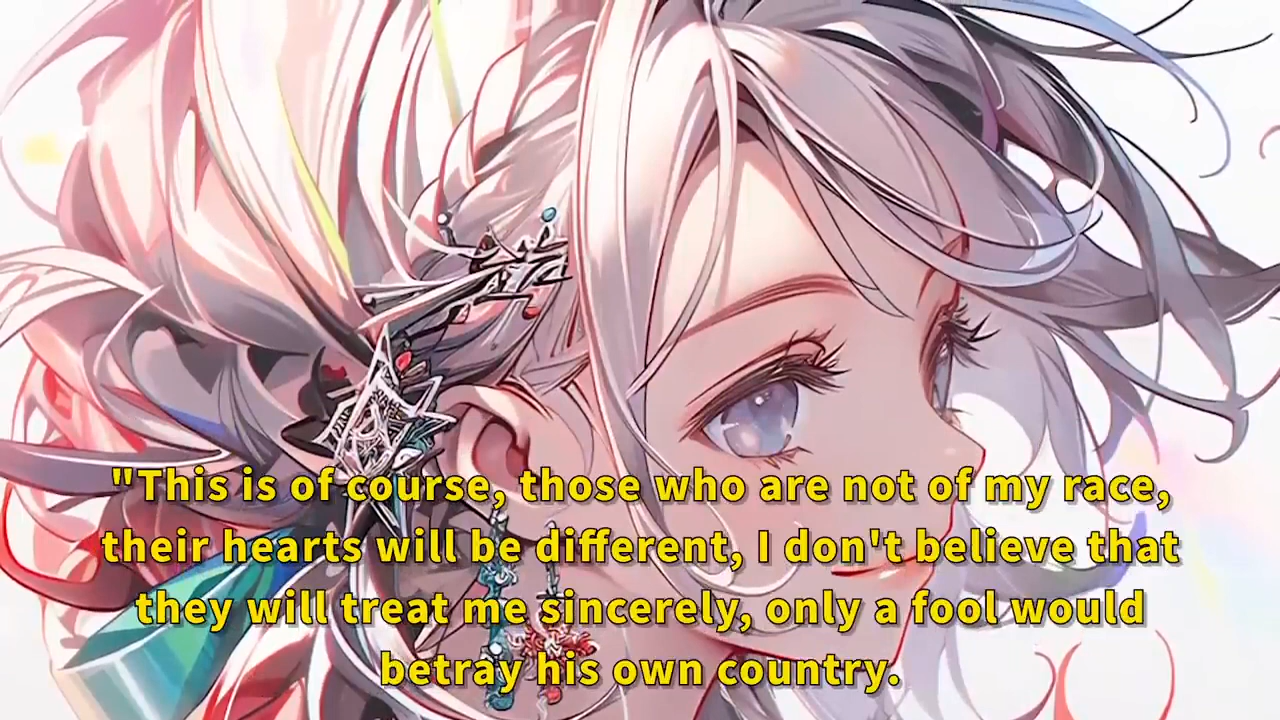 "This is of course, those who are not of my race,
their hearts will be different, I don't believe that
they will treat me sincerely, only a fool would
betray his own country.